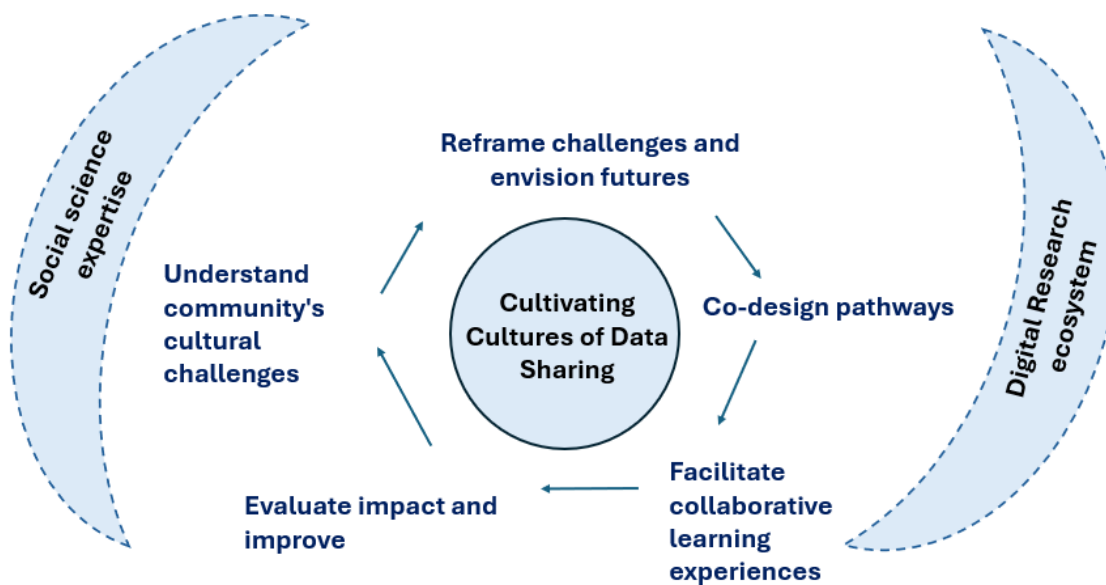 Social science
expertise
Reframe challenges and
envision futures
Understand
community's
cultural
challenges
Cultivating
Cultures of Data
Sharing
Co-design pathways
Digital Research
ecosystem
Evaluate impact and
improve
Facilitate
collaborative
learning
experiences